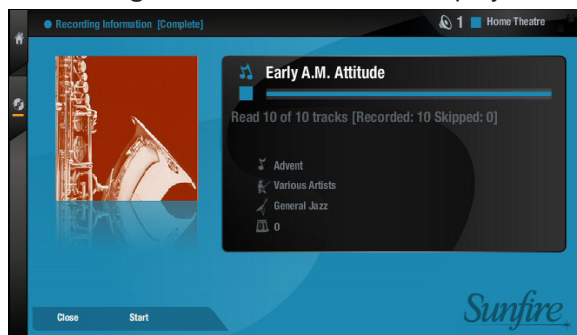 Recording Information [Complete]
1 Home Theatre
Early A.M. Attitude
Read 10 of 10 tracks [Recorded: 10 Skipped: 0]
Advent
Various Artists
General Jazz
0
Close Start
Sunfire